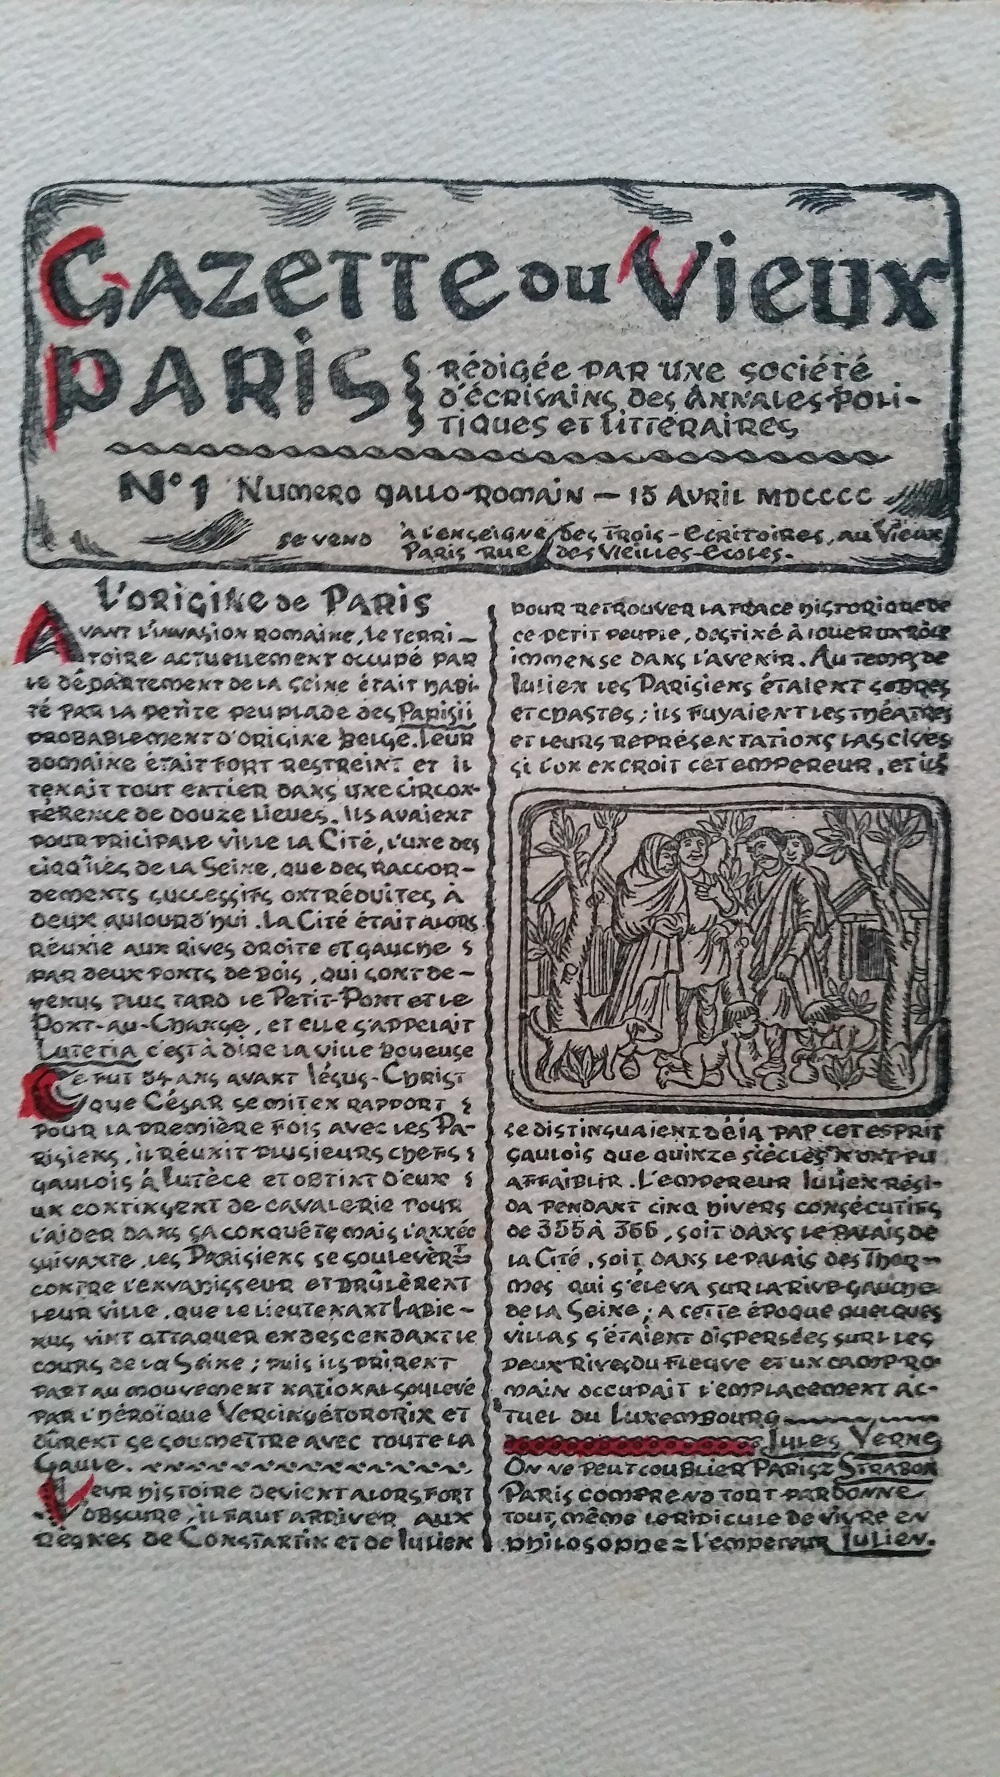 Gazette du Vieux
Paris
Rédigée par une société
d'écrivains des Annales poli-
tiques et littéraires
N° 1 Numero gallo-romain — 15 Avril MDCCCC
se vend à l'enseigne des Trois-Ecritoires, au Vieux
Paris rue des Vieilles-Ecoles.
L'origine de Paris
Avant l'invasion romaine, le terri-
toire actuellement occupé par
le département de la Seine était habi-
té par la petite peuplade des Parisii
probablement d'origine belge. Leur
domaine était fort restreint et il
tenait tout entier dans une circon-
férence de douze lieues. Ils avaient
pour pricipale ville la Cité, l'une des
cinq îles de la Seine, que des raccor-
dements successifs ont réduites à
deux aujourd'hui. La Cité était alors
réunie aux rives droite et gauche
par deux ponts de bois, qui sont de-
venus plus tard le Petit-Pont et le
Pont-au-Change, et elle s'appelait
Lutetia c'est à dire la ville boueuse
Ce fut 54 ans avant Jésus-Christ
que César se mit en rapport
pour la première fois avec les Pa-
risiens, il réunit plusieurs chefs
gaulois à Lutèce et obtint d'eux
un contingent de cavalerie pour
l'aider dans sa conquête mais l'année
suivante, les Parisiens se soulevèrt
contre l'envanisseur et brûlèrent
leur ville, que le lieutenant Labie-
nus vint attaquer en descendant le
cours de la Seine ; puis ils prirent
part au mouvement national soulevé
par l'héroïque Vercingétororix et
dûrent se soumettre avec toute la
Gaule.
Leur histoire devient alors fort
obscure, il faut arriver aux
règnes de Constantin et de Julien
pour retrouver la trace historique de
ce petit peuple, destiné à jouer un rôle
immense dans l'avenir. Au temps de
Julien les Parisiens étaient sobres
et chastes ; ils fuyaient les théatres
et leurs représentations lascives
si l'on en croit cet empereur, et ils
se distinguaient déjà par cet esprit
gaulois que quinze siècles n'ont pu
affaiblir. L'empereur Julien rési-
da pendant cinq hivers consécutifs
de 355 à 366, soit dans le palais de
la Cité, soit dans le palais des Ther-
mes qui s'éleva sur la rive gauche
de la Seine ; a cette époque quelques
villas s'étaient dispersées sur les
deux Rives du Fleuve et un camp ro-
main occupait l'emplacement ac-
tuel du Luxembourg
Jules Verne
On ne peut coublier Paris = Strabon
Paris comprend tout pardonne
tout, même le ridicule de vivre en
philosophe = l'empereur Julien.